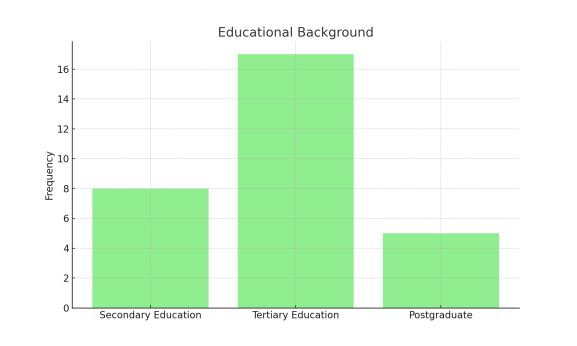 Educational Background
Frequency
16
14
12
10
8
6
4
2
0
Secondary Education
Tertiary Education
Postgraduate